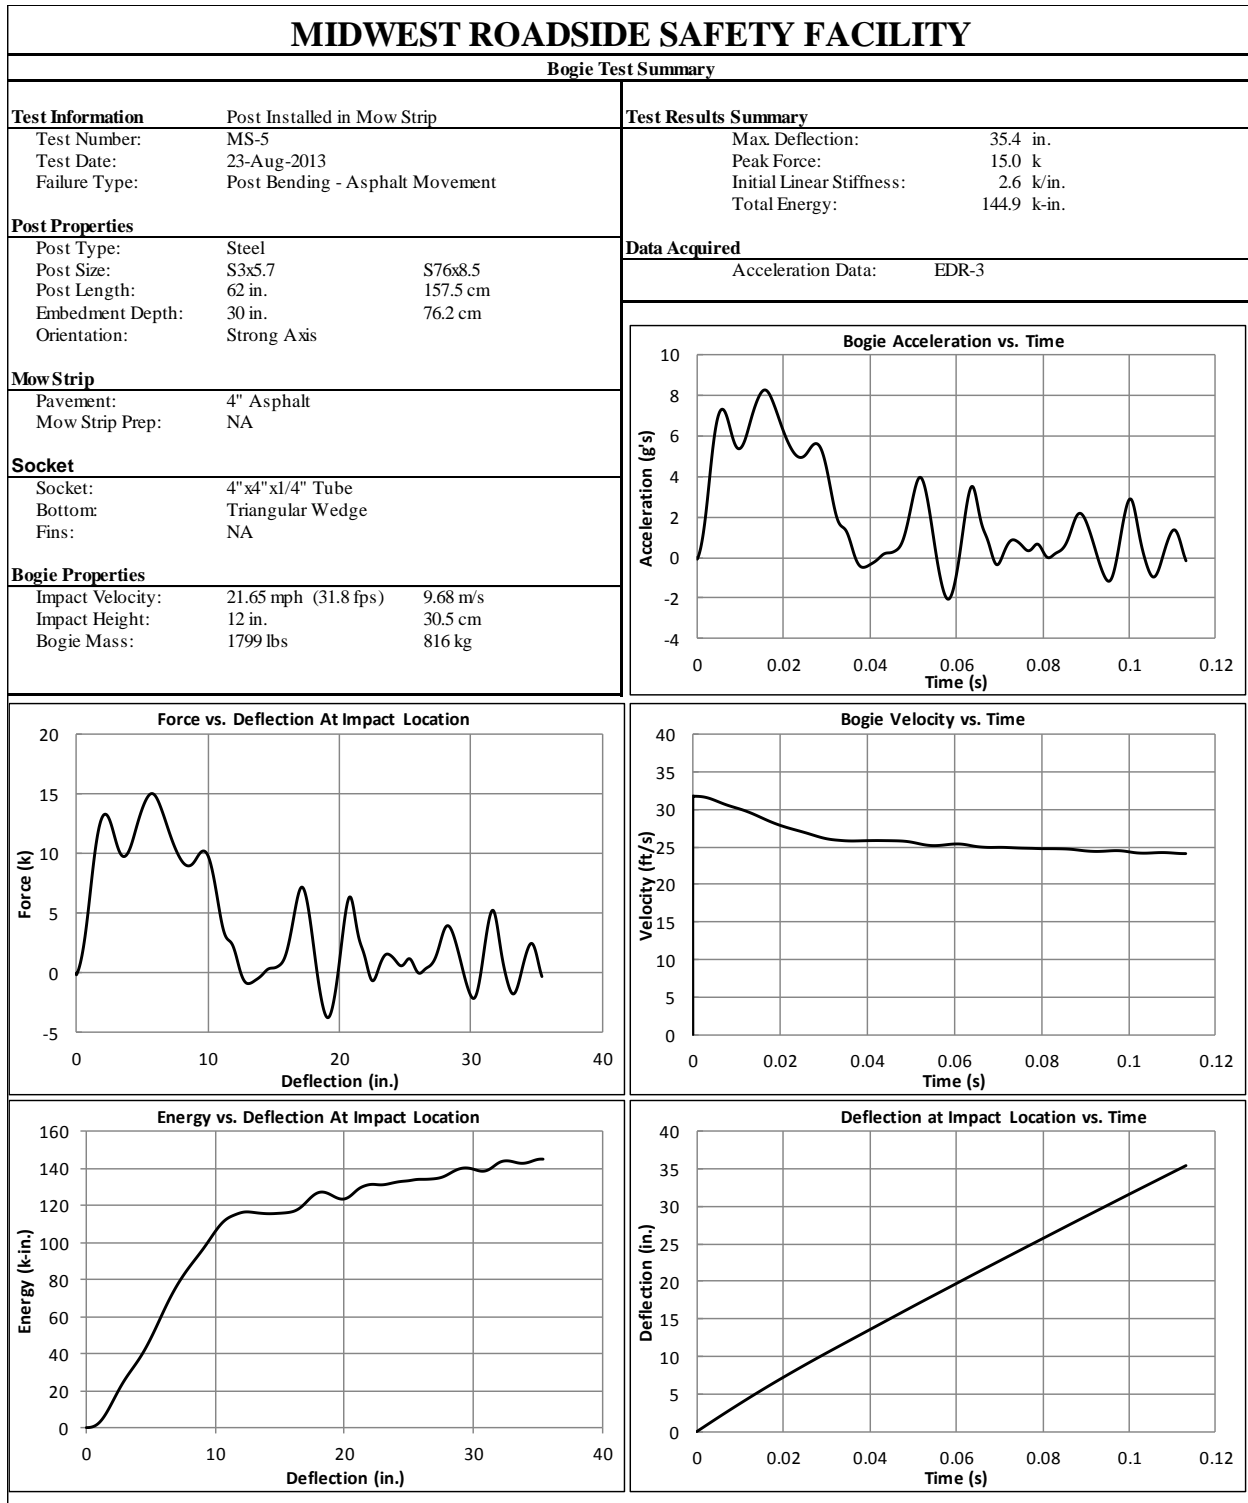 MIDWEST ROADSIDE SAFETY FACILITY
Bogie Test Summary
Test Information Post Installed in Mow Strip
Test Number: MS-5
Test Date: 23-Aug-2013
Failure Type: Post Bending - Asphalt Movement
Post Properties
Post Type: Steel
Post Size: S3x5.7 S76x8.5
Post Length: 62 in. 157.5 cm
Embedment Depth: 30 in. 76.2 cm
Orientation: Strong Axis
Mow Strip
Pavement: 4" Asphalt
Mow Strip Prep: NA
Socket
Socket: 4"x4"x1/4" Tube
Bottom: Triangular Wedge
Fins: NA
Bogie Properties
Impact Velocity: 21.65 mph (31.8 fps) 9.68 m/s
Impact Height: 12 in. 30.5 cm
Bogie Mass: 1799 lbs 816 kg
Test Results Summary
Max. Deflection: 35.4 in.
Peak Force: 15.0 k
Initial Linear Stiffness: 2.6 k/in.
Total Energy: 144.9 k-in.
Data Acquired
Acceleration Data: EDR-3
Bogie Acceleration vs. Time
Acceleration (g's)
10
8
6
4
2
0
-2
-4
0 0.02 0.04 0.06 0.08 0.1 0.12
Time (s)
Force vs. Deflection At Impact Location
Force (k)
20
15
10
5
0
-5
0 10 20 30 40
Deflection (in.)
Bogie Velocity vs. Time
Velocity (ft/s)
40
35
30
25
20
15
10
5
0
0 0.02 0.04 0.06 0.08 0.1 0.12
Time (s)
Energy vs. Deflection At Impact Location
Energy (k-in.)
160
140
120
100
80
60
40
20
0
0 10 20 30 40
Deflection (in.)
Deflection at Impact Location vs. Time
Deflection (in.)
40
35
30
25
20
15
10
5
0
0 0.02 0.04 0.06 0.08 0.1 0.12
Time (s)